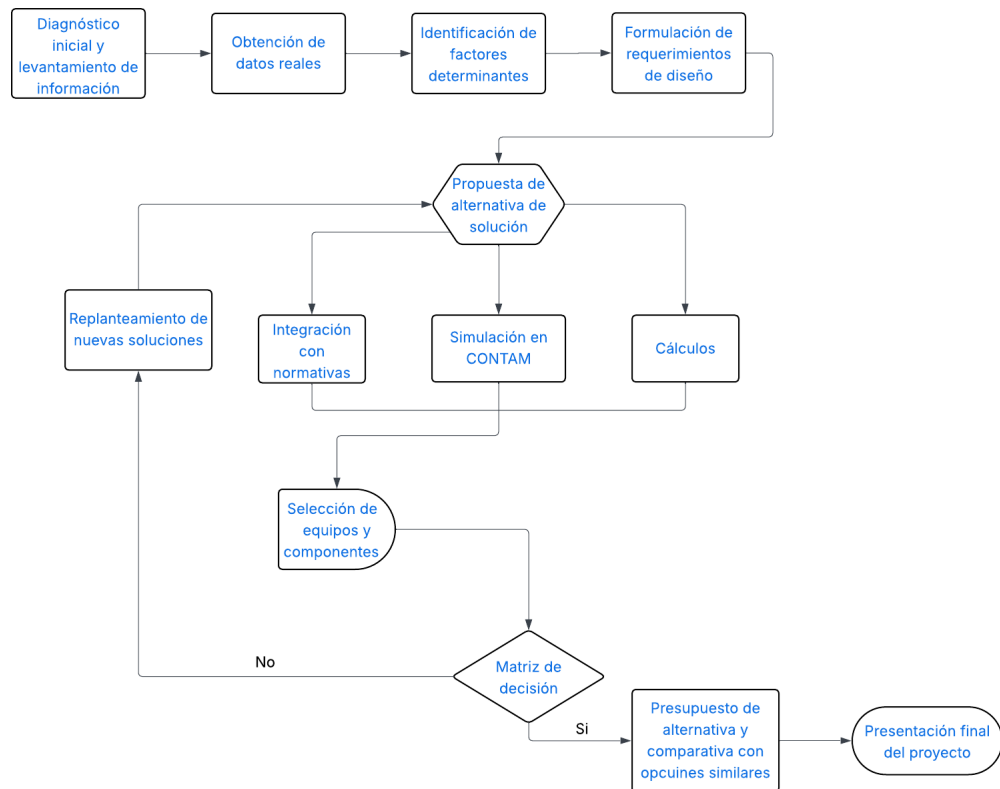 Diagnóstico
inicial y
levantamiento de
información
Obtención de
datos reales
Identificación de
factores
determinantes
Formulación de
requerimientos
de diseño
Propuesta de
alternativa de
solución
Replanteamiento de
nuevas soluciones
Integración
con
normativas
Simulación en
CONTAM
Cálculos
Selección de
equipos y
componentes
No
Matriz de
decisión
Si
Presupuesto de
alternativa y
comparativa con
opcuines similares
Presentación final
del proyecto